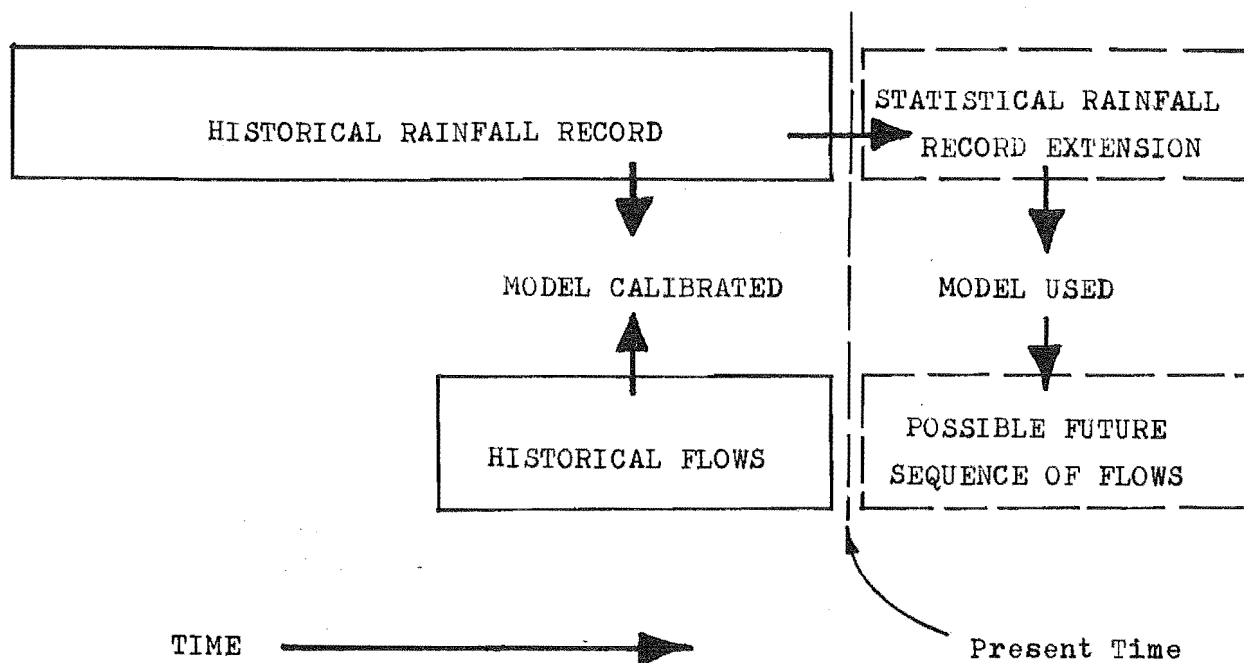 HISTORICAL RAINFALL RECORD
STATISTICAL RAINFALL
RECORD EXTENSION
MODEL CALIBRATED
MODEL USED
HISTORICAL FLOWS
POSSIBLE FUTURE
SEQUENCE OF FLOWS
TIME
Present Time